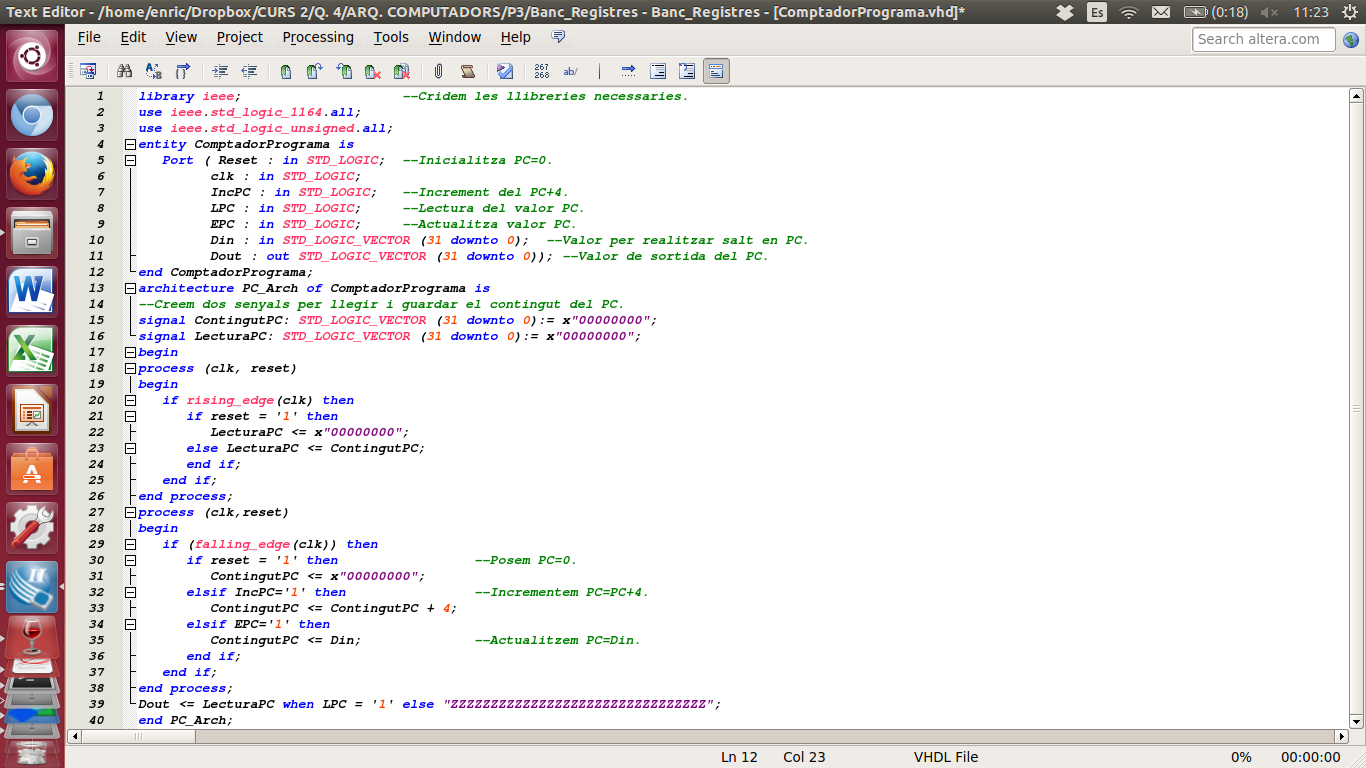 Text Editor - /home/enric/Dropbox/CURS 2/Q. 4/ARQ. COMPUTADORS/P3/Banc_Registres - Banc_Registres - [ComptadorPrograma.vhd]*
Es
(0:18)
11:23
File Edit View Project Processing Tools Window Help
Search altera.com
267
268
ab/
1 library ieee; --Cridem les llibreries necessaries.
2 use ieee.std_logic_1164.all;
3 use ieee.std_logic_unsigned.all;
4 entity ComptadorPrograma is
5 Port ( Reset : in STD_LOGIC; --Inicialitza PC=0.
6 clk : in STD_LOGIC;
7 IncPC : in STD_LOGIC; --Increment del PC+4.
8 LPC : in STD_LOGIC; --Lectura del valor PC.
9 EPC : in STD_LOGIC; --Actualitza valor PC.
10 Din : in STD_LOGIC_VECTOR (31 downto 0); --Valor per realitzar salt en PC.
11 Dout : out STD_LOGIC_VECTOR (31 downto 0)); --Valor de sortida del PC.
12 end ComptadorPrograma;
13 architecture PC_Arch of ComptadorPrograma is
14 --Creem dos senyals per llegir i guardar el contingut del PC.
15 signal ContingutPC: STD_LOGIC_VECTOR (31 downto 0):= x"00000000";
16 signal LecturaPC: STD_LOGIC_VECTOR (31 downto 0):= x"00000000";
17 begin
18 process (clk, reset)
19 begin
20 if rising_edge(clk) then
21 if reset = '1' then
22 LecturaPC <= x"00000000";
23 else LecturaPC <= ContingutPC;
24 end if;
25 end if;
26 end process;
27 process (clk,reset)
28 begin
29 if (falling_edge(clk)) then
30 if reset = '1' then --Posem PC=0.
31 ContingutPC <= x"00000000";
32 elsif IncPC='1' then --Incrementem PC=PC+4.
33 ContingutPC <= ContingutPC + 4;
34 elsif EPC='1' then
35 ContingutPC <= Din; --Actualitzem PC=Din.
36 end if;
37 end if;
38 end process;
39 Dout <= LecturaPC when LPC = '1' else "ZZZZZZZZZZZZZZZZZZZZZZZZZZZZZZZZ";
40 end PC_Arch;
Ln 12 Col 23 VHDL File 0% 00:00:00